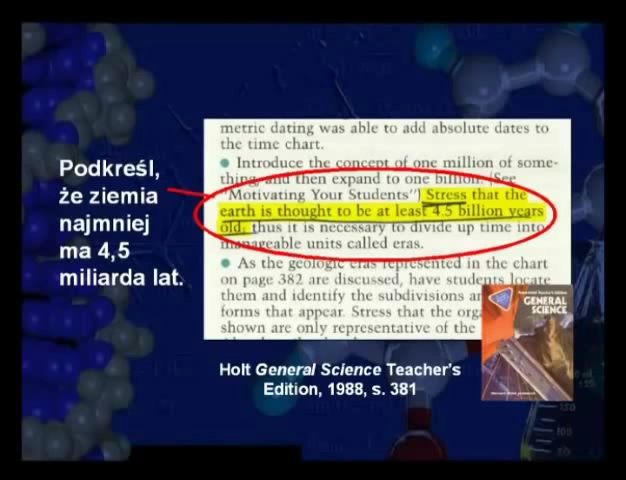 Podkreśl,
że ziemia
najmniej
ma 4,5
miliarda lat.
metric dating was able to add absolute dates to
the time chart.
• Introduce the concept of one million of some-
thing, and then expand to one billion. (See
"Motivating Your Students") Stress that the
earth is thought to be at least 4.5 billion years
old, thus it is necessary to divide up time into
manageable units called eras.
• As the geologic eras represented in the chart
on page 382 are discussed, have students locate
them and identify the subdivisions
forms that appear. Stress that the
shown are only representative of the
GENERAL
SCIENCE
Holt General Science Teacher's
Edition, 1988, s. 381
150
100